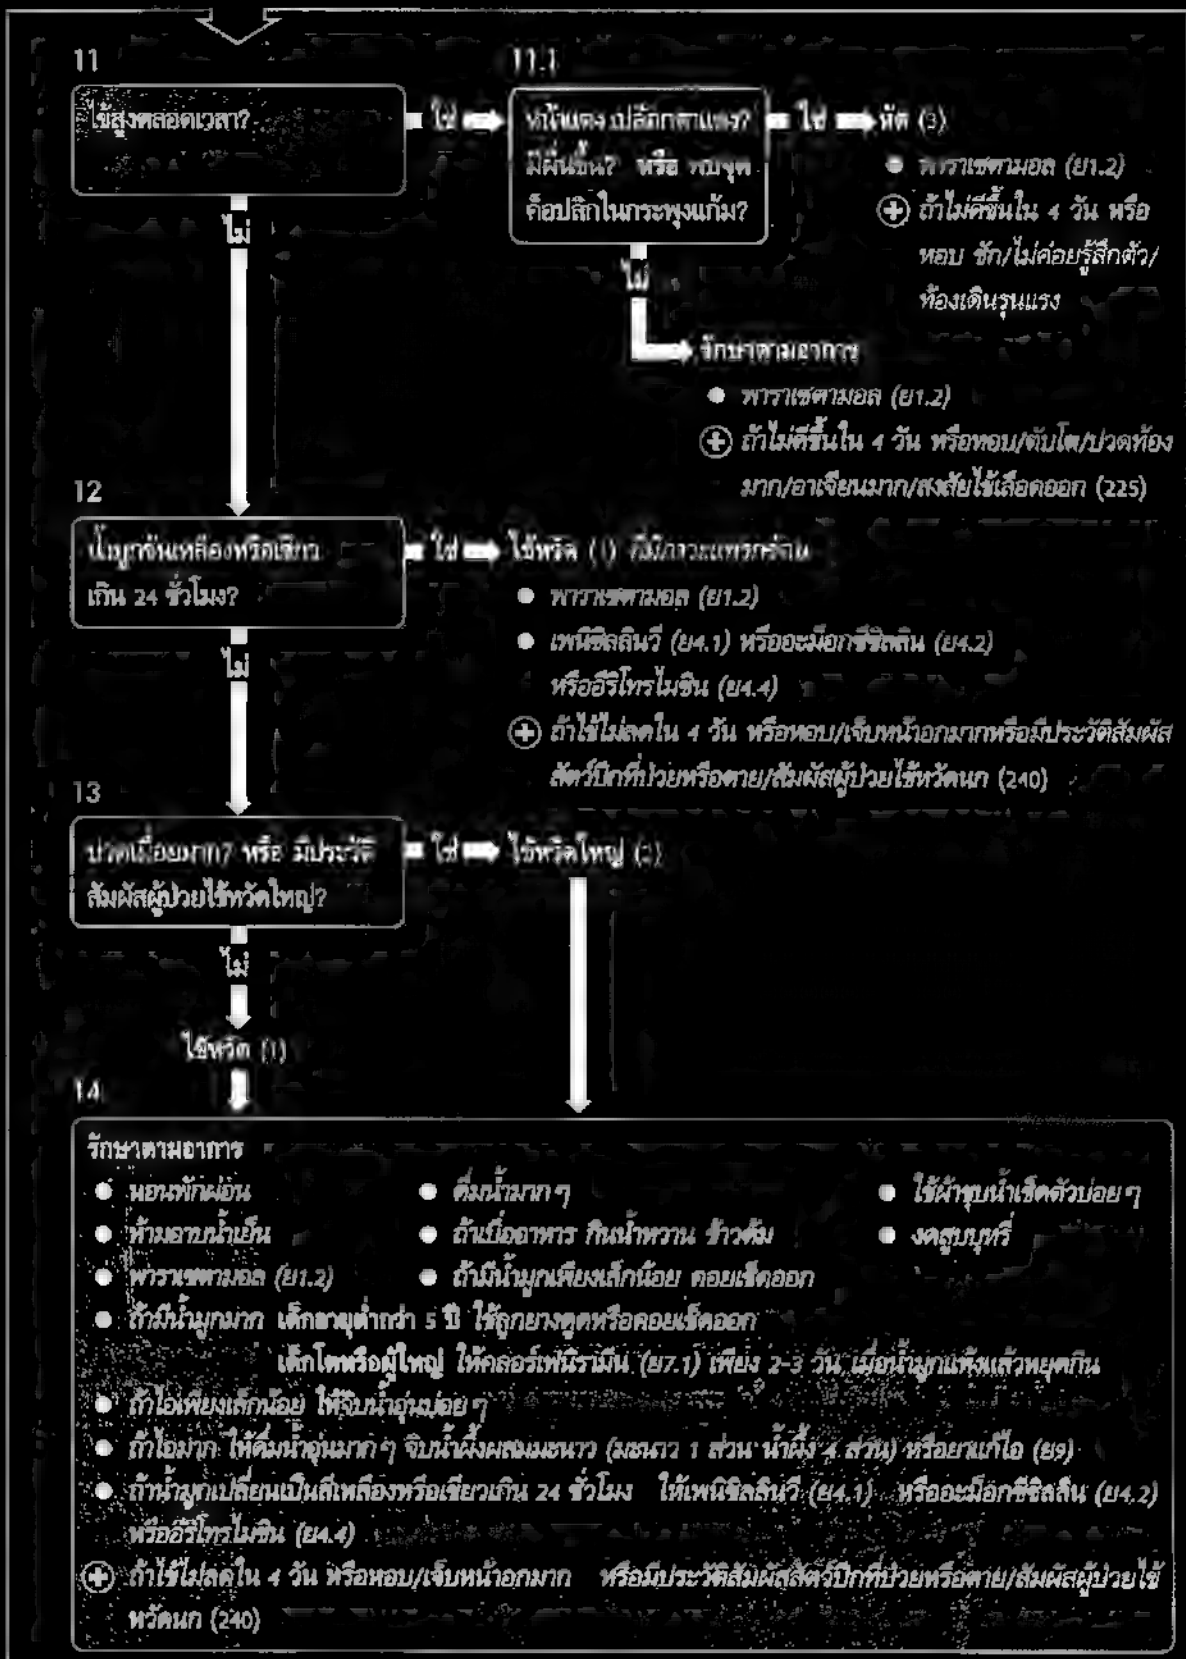 11
ไข้สูงตลอดเวลา?
ใช่
11.1
หน้าแดง เปลือกตาแดง?
มีผื่นขึ้น? หรือ พบจุด
ค็อปลิกในกระพุ้งแก้ม?
ใช่
หัด (3)
พาราเซตามอล (ย1.2)
ถ้าไม่ดีขึ้นใน 4 วัน หรือ
หอบ ชัก/ไม่ค่อยรู้สึกตัว/
ท้องเดินรุนแรง
ไม่
ไม่
รักษาตามอาการ
พาราเซตามอล (ย1.2)
ถ้าไม่ดีขึ้นใน 4 วัน หรือหอบ/ตับโต/ปวดท้อง
มาก/อาเจียนมาก/สงสัยไข้เลือดออก (225)
12
น้ำมูกข้นเหลืองหรือเขียว
เกิน 24 ชั่วโมง?
ใช่
ไข้หวัด (1) ที่มีภาวะแทรกซ้อน
พาราเซตามอล (ย1.2)
เพนิซิลลินวี (ย4.1) หรืออะม็อกซีซิลลิน (ย4.2)
หรืออีริโทรไมซิน (ย4.4)
ถ้าไข้ไม่ลดใน 4 วัน หรือหอบ/เจ็บหน้าอกมากหรือมีประวัติสัมผัส
สัตว์ปีกที่ป่วยหรือตาย/สัมผัสผู้ป่วยไข้หวัดนก (240)
ไม่
13
ปวดเมื่อยมาก? หรือ มีประวัติ
สัมผัสผู้ป่วยไข้หวัดใหญ่?
ใช่
ไข้หวัดใหญ่ (2)
ไม่
ไข้หวัด (1)
14
รักษาตามอาการ
นอนพักผ่อน
ดื่มน้ำมากๆ
ใช้ผ้าชุบน้ำเช็ดตัวบ่อยๆ
ห้ามอาบน้ำเย็น
ถ้าเบื่ออาหาร กินน้ำหวาน ข้าวต้ม
งดสูบบุหรี่
พาราเซตามอล (ย1.2)
ถ้ามีน้ำมูกเพียงเล็กน้อย คอยเช็ดออก
ถ้ามีน้ำมูกมาก เด็กอายุต่ำกว่า 5 ปี ใช้ลูกยางดูดหรือคอยเช็ดออก
เด็กโตหรือผู้ใหญ่ ให้คลอร์เฟนิรามีน (ย7.1) เพียง 2-3 วัน เมื่อน้ำมูกแห้งแล้วหยุดกิน
ถ้าไอเพียงเล็กน้อย ให้จิบน้ำอุ่นบ่อยๆ
ถ้าไอมาก ให้ดื่มน้ำอุ่นมากๆ จิบน้ำผึ้งผสมมะนาว (มะนาว 1 ส่วน น้ำผึ้ง 4 ส่วน) หรือยาแก้ไอ (ย9)
ถ้าน้ำมูกเปลี่ยนเป็นสีเหลืองหรือเขียวเกิน 24 ชั่วโมง ให้เพนิซิลลินวี (ย4.1) หรืออะม็อกซีซิลลิน (ย4.2)
หรืออีริโทรไมซิน (ย4.4)
ถ้าไข้ไม่ลดใน 4 วัน หรือหอบ/เจ็บหน้าอกมาก หรือมีประวัติสัมผัสสัตว์ปีกที่ป่วยหรือตาย/สัมผัสผู้ป่วยไข้
หวัดนก (240)